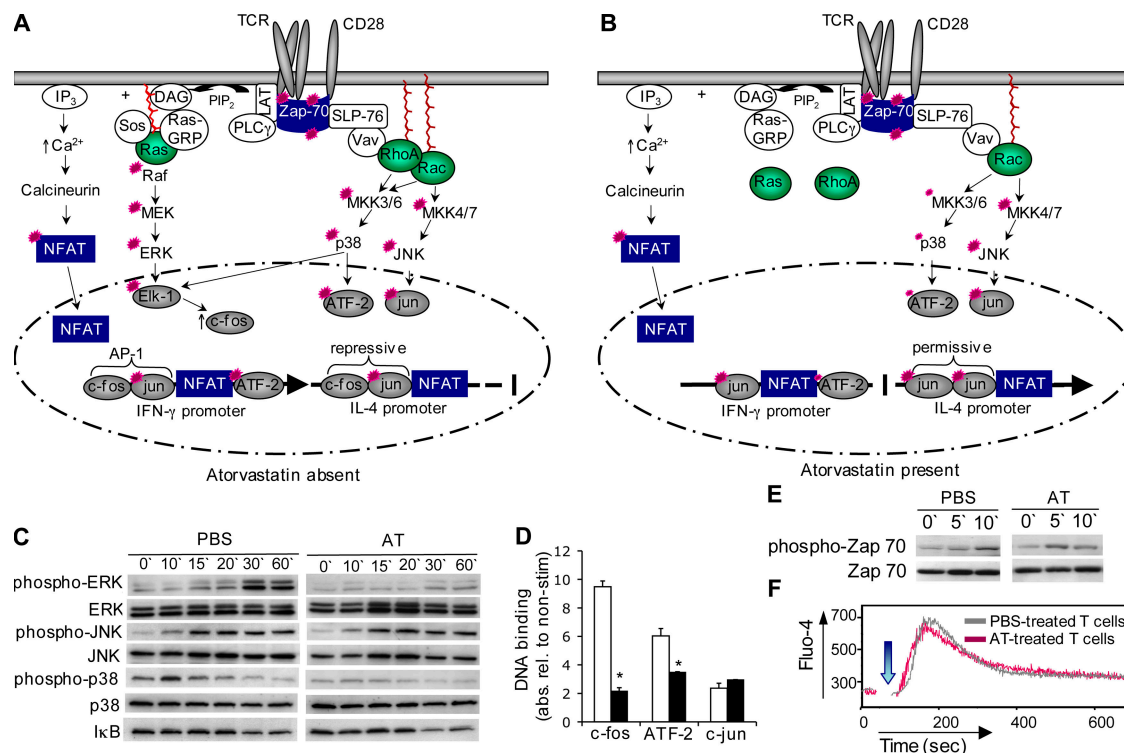 A
TCR
CD28
IP3
+
DAG
PIP2
LAT
Zap-70
SLP-76
Sos
Ras-
GRP
PLCγ
Vav
↑Ca2+
Ras
RhoA
Rac
Raf
Calcineurin
MEK
MKK3/6
MKK4/7
NFAT
ERK
p38
JNK
Elk-1
ATF-2
jun
NFAT
↑c-fos
AP-1
repressive
c-fos
jun
NFAT
ATF-2
c-fos
jun
NFAT
IFN-γ promoter
IL-4 promoter
Atorvastatin absent
B
TCR
CD28
IP3
+
DAG
PIP2
LAT
Zap-70
SLP-76
Ras-
GRP
PLCγ
Vav
↑Ca2+
Rac
Calcineurin
Ras
RhoA
MKK3/6
MKK4/7
NFAT
p38
JNK
ATF-2
jun
NFAT
permissive
jun
NFAT
ATF-2
jun
jun
NFAT
IFN-γ promoter
IL-4 promoter
Atorvastatin present
C
PBS
AT
0` 10` 15` 20` 30` 60`
0` 10` 15` 20` 30` 60`
phospho-ERK
ERK
phospho-JNK
JNK
phospho-p38
p38
IκB
D
DNA binding
(abs. rel. to non-stim)
12
10
8
6
4
2
0
*
*
c-fos ATF-2 c-jun
E
PBS
AT
0` 5` 10`
0` 5` 10`
phospho-Zap 70
Zap 70
F
Fluo-4
700
500
300
PBS-treated T cells
AT-treated T cells
0 200 400 600
Time (sec)